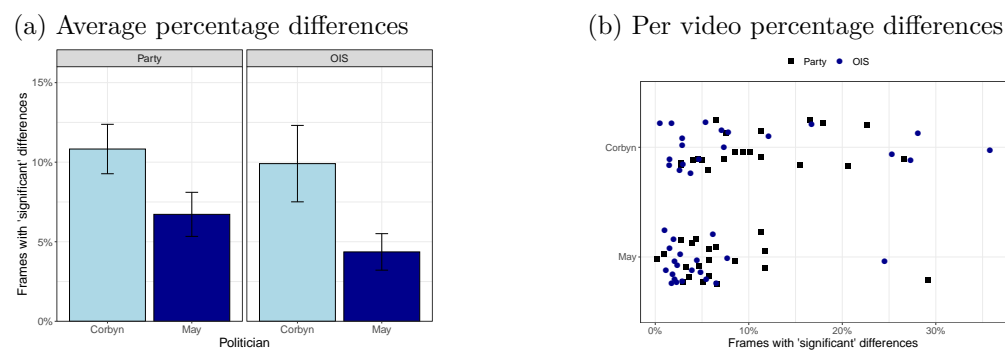 (a) Average percentage differences
Party
OIS
15%
10%
5%
0%
Frames with 'significant' differences
Corbyn
May
Corbyn
May
Politician
(b) Per video percentage differences
Party
OIS
Corbyn
May
0%
10%
20%
30%
Frames with 'significant' differences